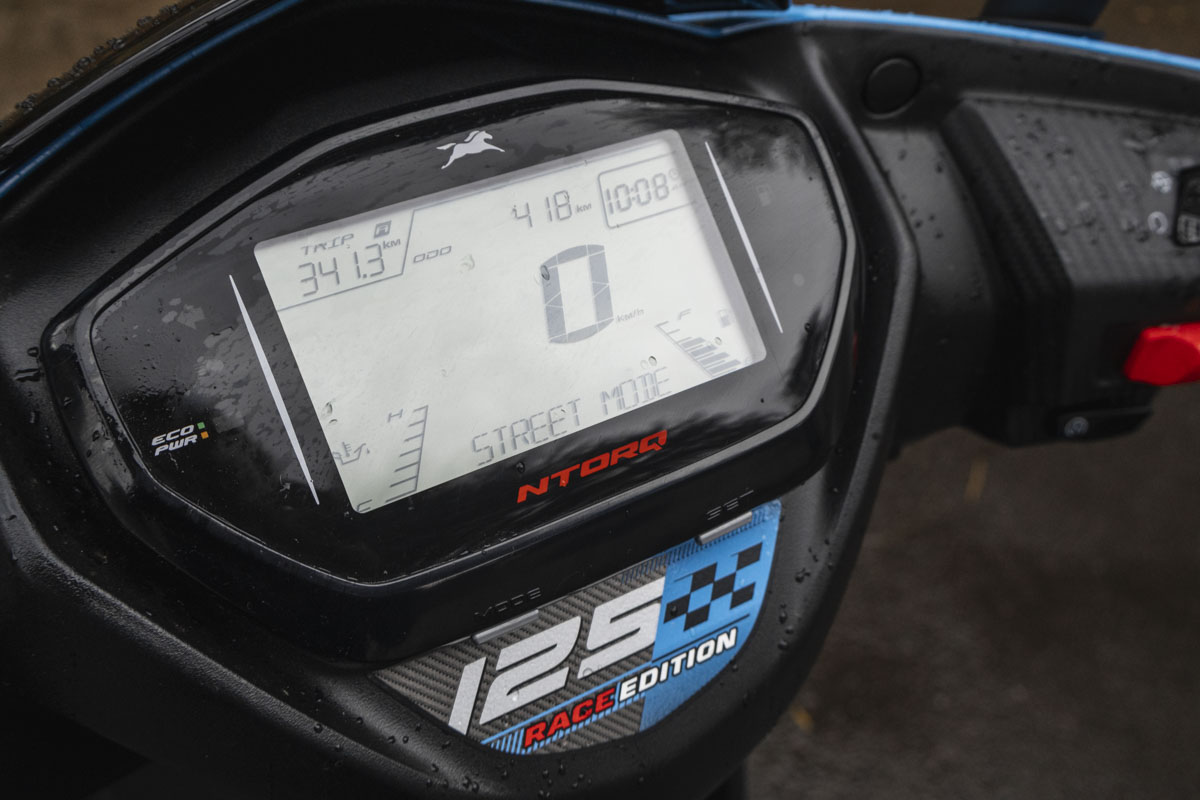 TRIP A
341.3 KM
ODO
418 KM
10:08
0
km/h
E F
H
C
STREET MODE
ECO
PWR
NTORQ
SET
MODE
125
RACE EDITION